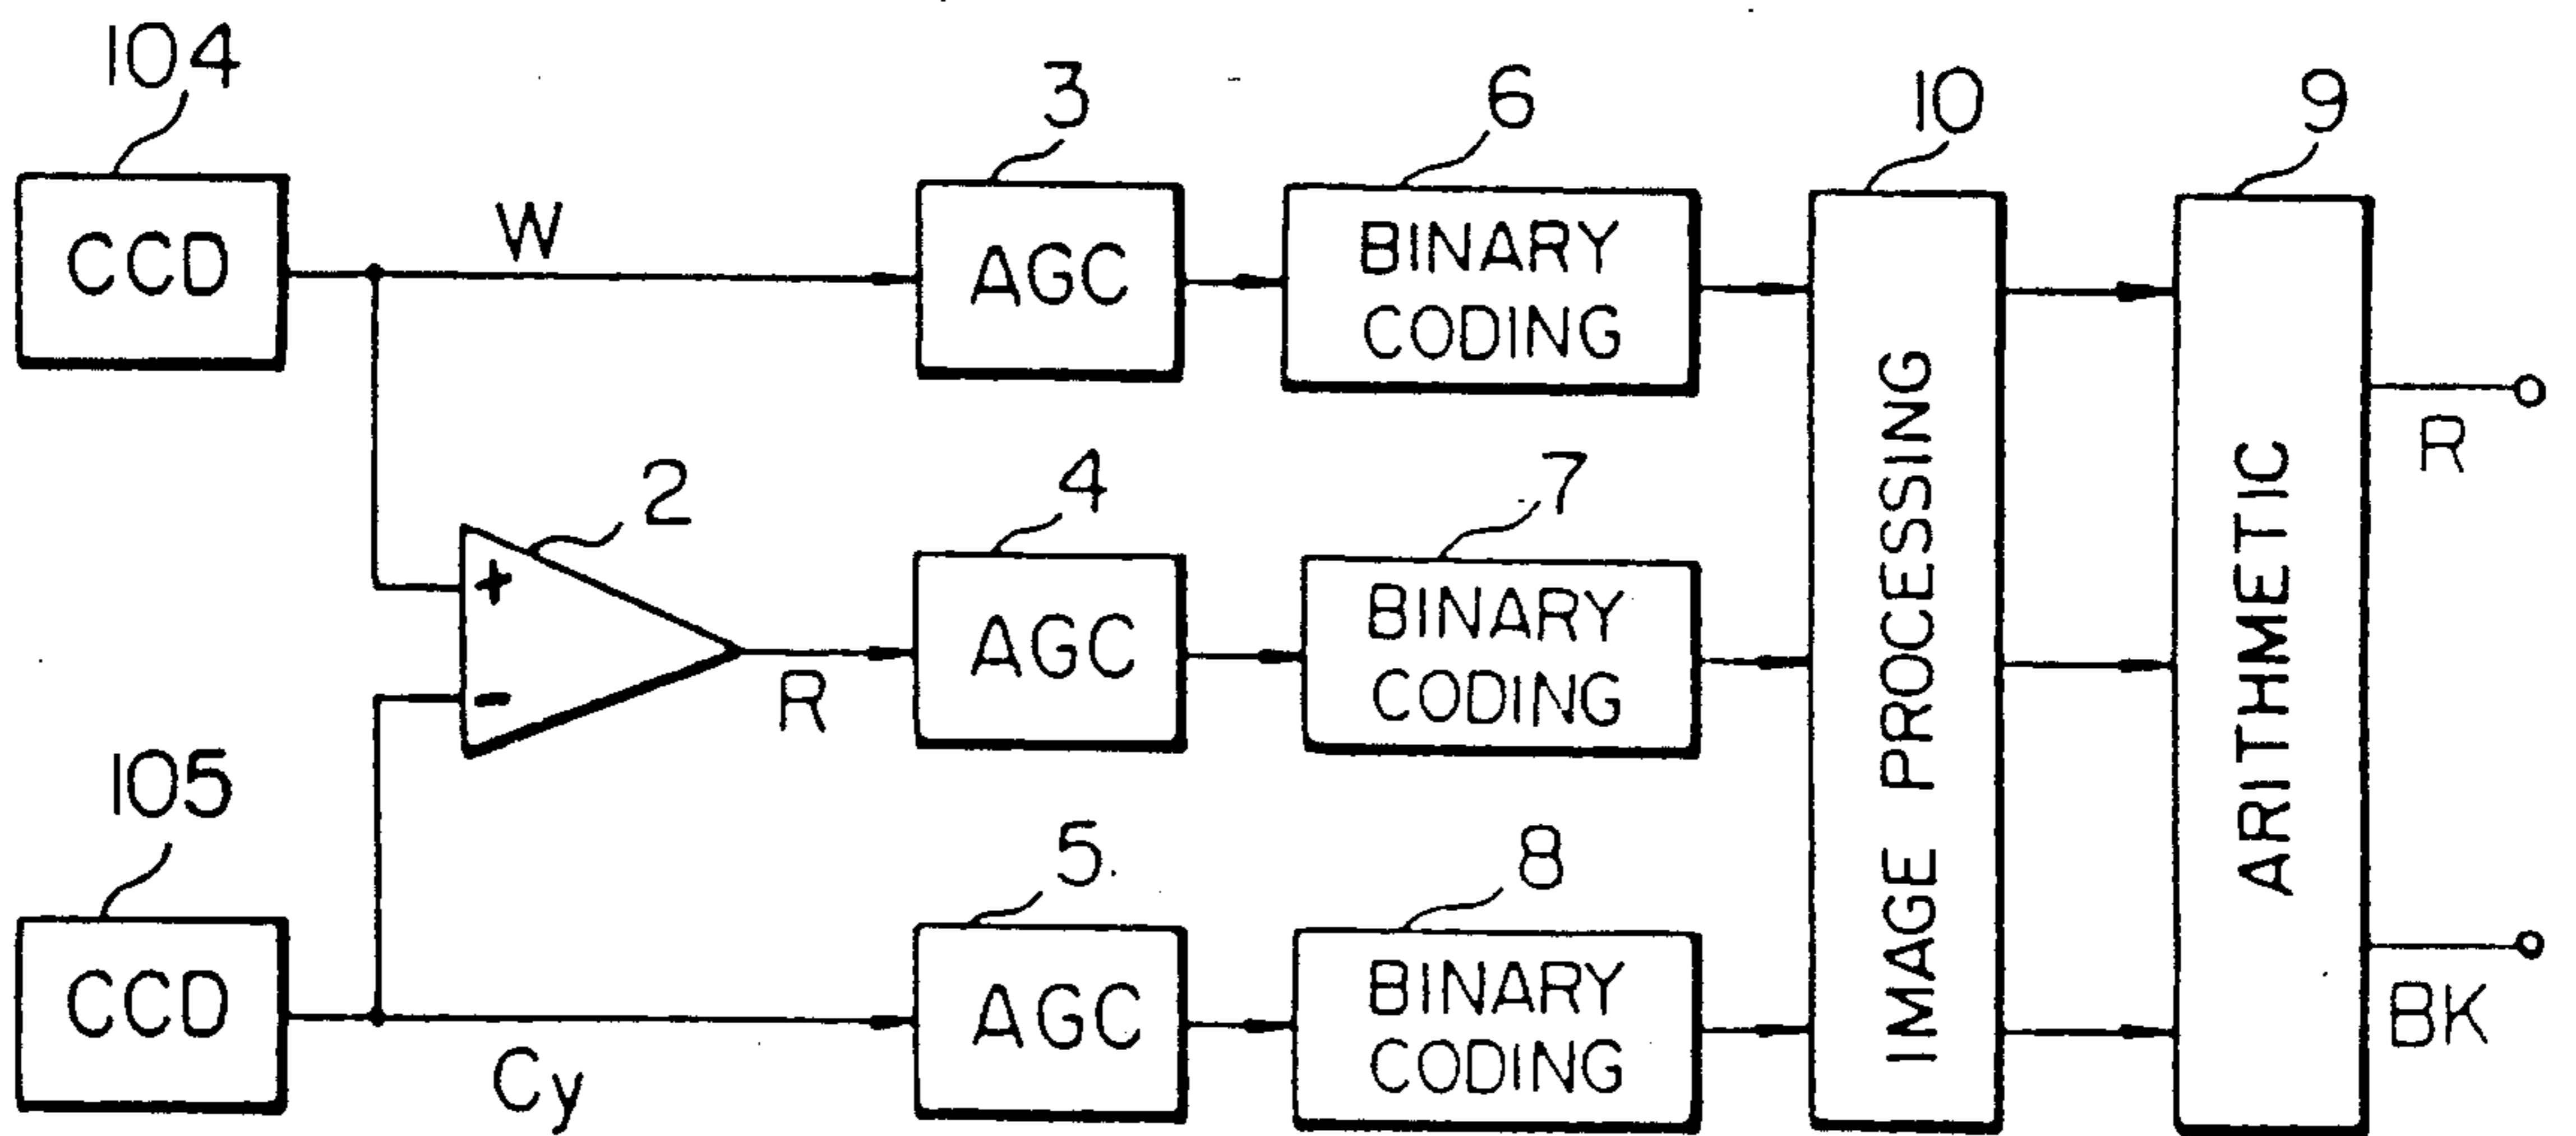 104
3
6
10
9
CCD
W
AGC
BINARY
CODING
IMAGE PROCESSING
ARITHMETIC
R
+
2
4
7
-
R
AGC
BINARY
CODING
105
5
8
CCD
Cy
AGC
BINARY
CODING
BK